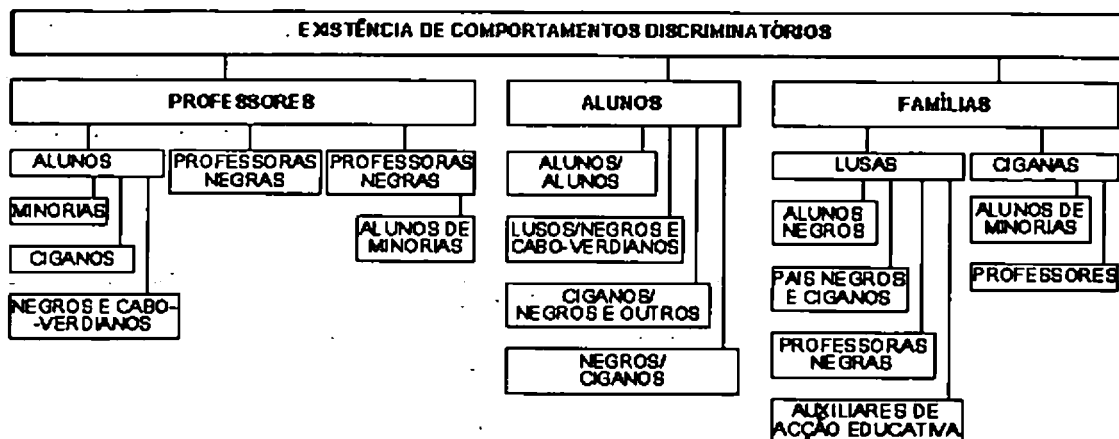 EXISTÊNCIA DE COMPORTAMENTOS DISCRIMINATÓRIOS
PROFESSORES
ALUNOS
MINORIAS
CIGANOS
NEGROS E CABO-
-VERDIANOS
PROFESSORAS
NEGRAS
PROFESSORAS
NEGRAS
ALUNOS DE
MINORIAS
ALUNOS
ALUNOS/
ALUNOS
LUSOS/NEGROS E
CABO-VERDIANOS
CIGANOS/
NEGROS E OUTROS
NEGROS/
CIGANOS
FAMÍLIAS
LUSAS
ALUNOS
NEGROS
PAIS NEGROS
E CIGANOS
PROFESSORAS
NEGRAS
AUXILIARES DE
ACÇÃO EDUCATIVA
CIGANAS
ALUNOS DE
MINORIAS
PROFESSORES